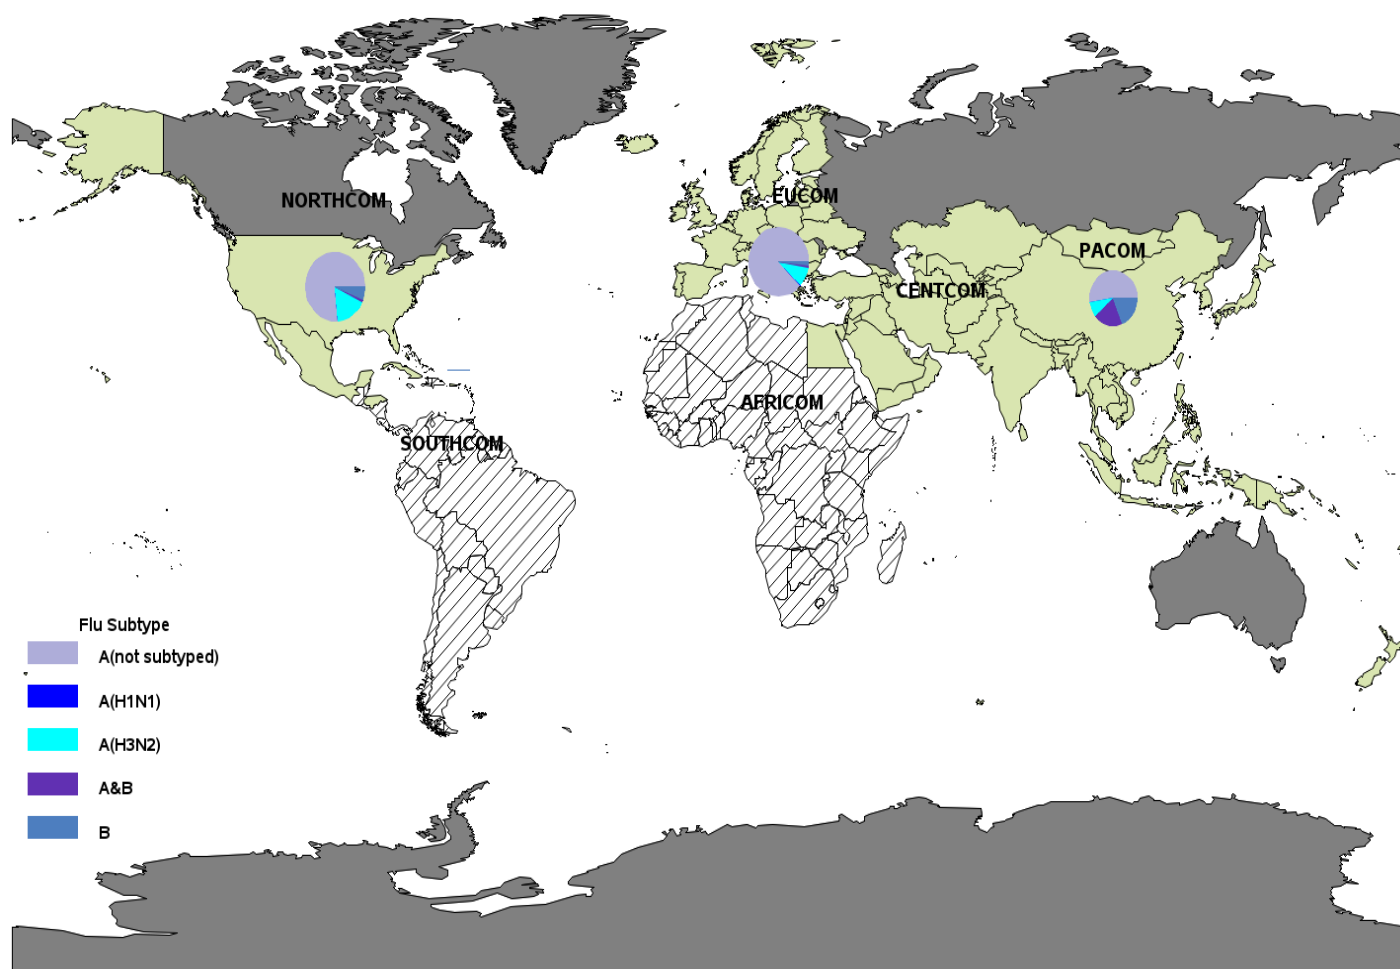 NORTHCOM
EUCOM
PACOM
CENTCOM
AFRICOM
SOUTHCOM
Flu Subtype
A(not subtyped)
A(H1N1)
A(H3N2)
A&B
B